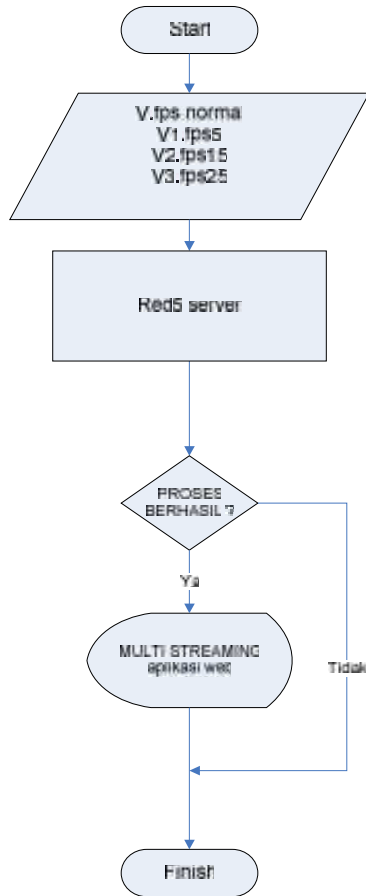 Start
V.fps normal
V1.fps5
V2.fps15
V3.fps25
Red5 server
PROSES
BERHASIL ?
Ya
MULTI STREAMING
aplikasi web
Tidak
Finish